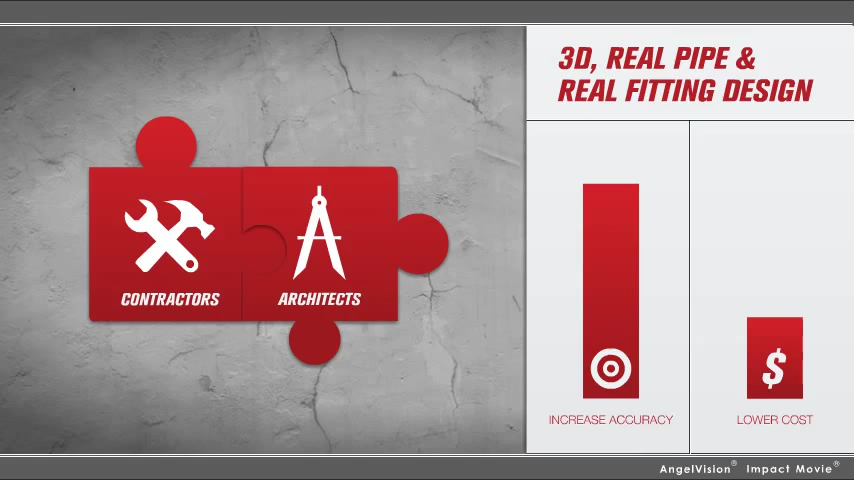 3D, REAL PIPE &
REAL FITTING DESIGN
CONTRACTORS
ARCHITECTS
$
INCREASE ACCURACY
LOWER COST
AngelVision® Impact Movie®